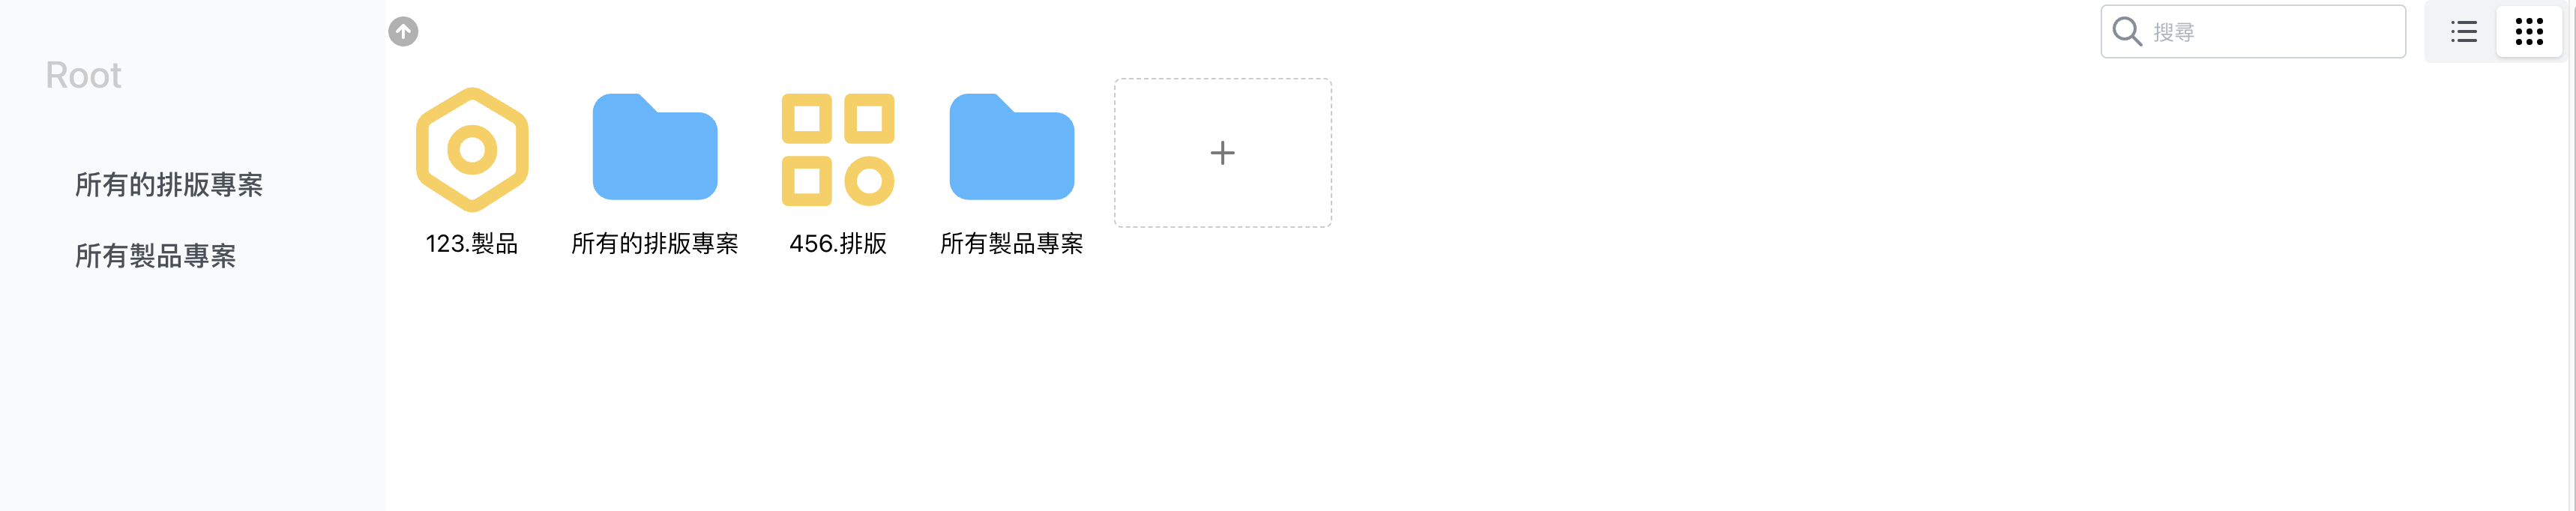 Root
所有的排版專案
所有製品專案
搜尋
123.製品
所有的排版專案
456.排版
所有製品專案